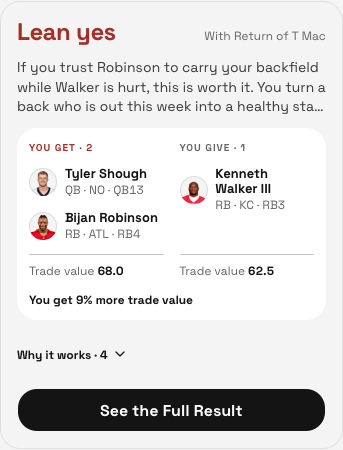 Lean yes
With Return of T Mac
If you trust Robinson to carry your backfield
while Walker is hurt, this is worth it. You turn a
back who is out this week into a healthy sta...
YOU GET · 2
Tyler Shough
QB · NO · QB13
Bijan Robinson
RB · ATL · RB4
Trade value 68.0
YOU GIVE · 1
Kenneth
Walker III
RB · KC · RB3
Trade value 62.5
You get 9% more trade value
Why it works · 4
See the Full Result